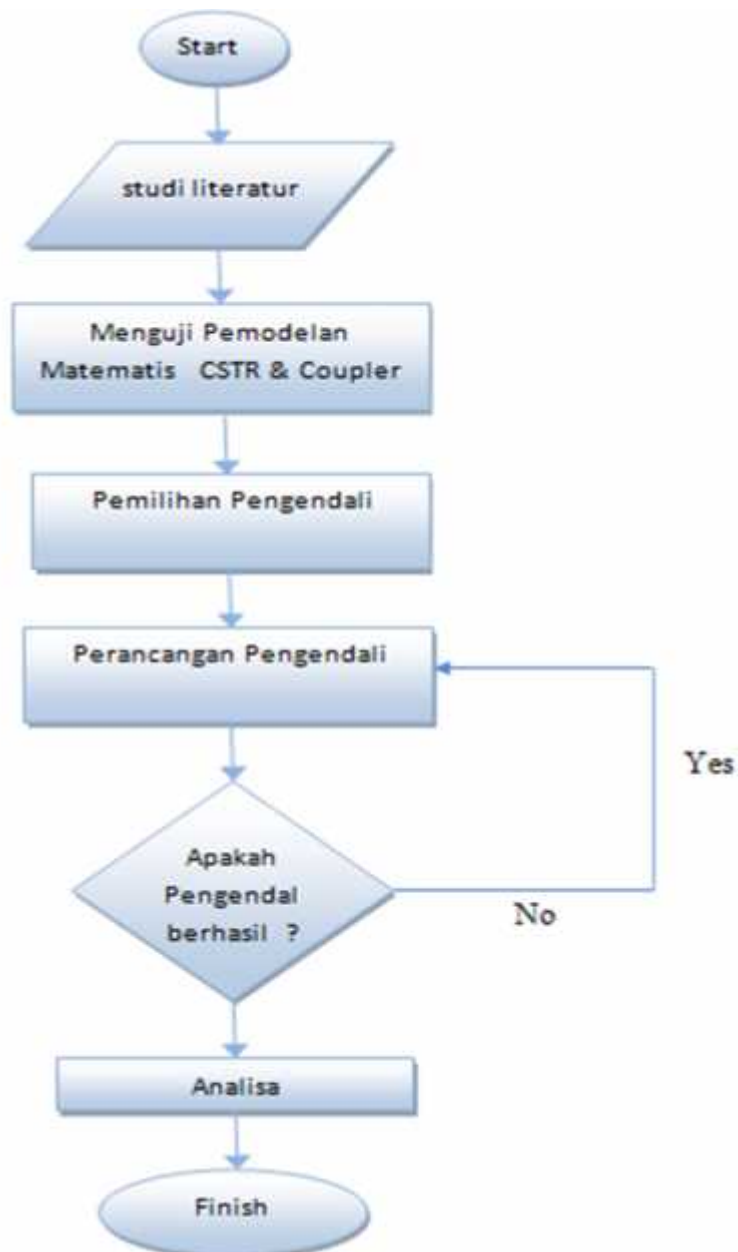 Start
studi literatur
Menguji Pemodelan
Matematis CSTR & Coupler
Pemilihan Pengendali
Perancangan Pengendali
Yes
Apakah
Pengendal
berhasil ?
No
Analisa
Finish